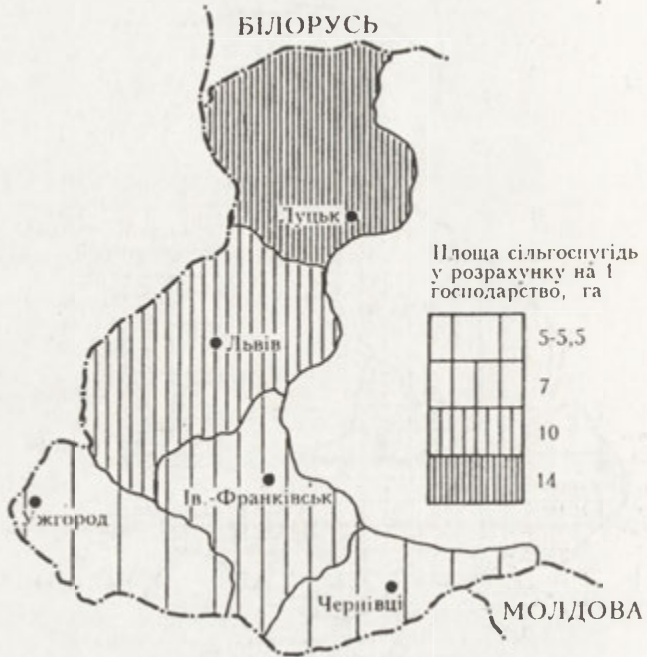 БІЛОРУСЬ
Луцьк
Площа сільгоспугідь
у розрахунку на 1
господарство, га
5-5,5
7
10
14
Львів
Ів.-Франківськ
Ужгород
Чернівці
МОЛДОВА